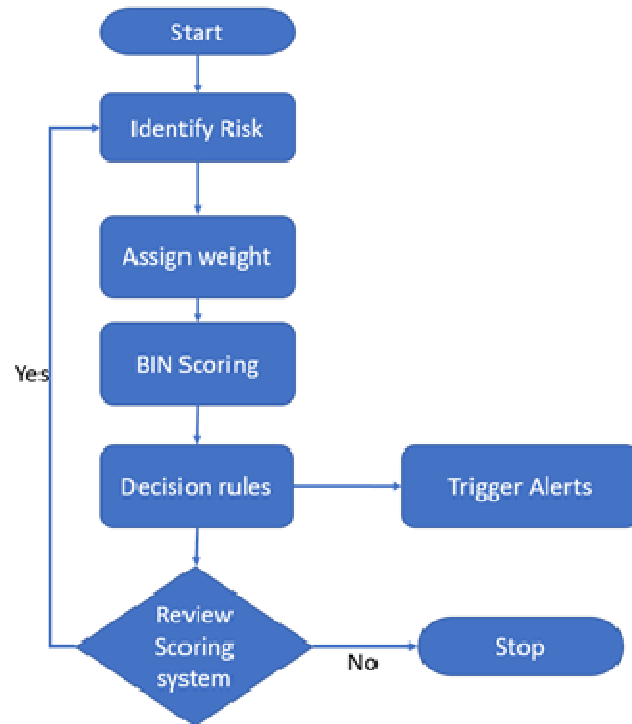 Start
Identify Risk
Assign weight
Yes
BIN Scoring
Decision rules
Trigger Alerts
Review
Scoring
system
No
Stop